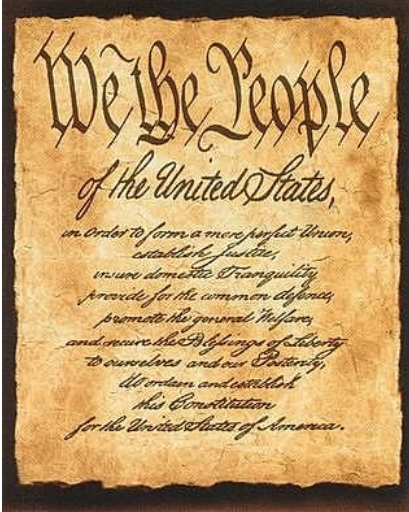 We the People
of the United States,
in Order to form a more perfect Union,
establish Justice,
insure domestic Tranquility
provide for the common defence,
promote the general Welfare,
and secure the Blessings of Liberty
to ourselves and our Posterity,
do ordain and establish
this Constitution
for the United States of America.